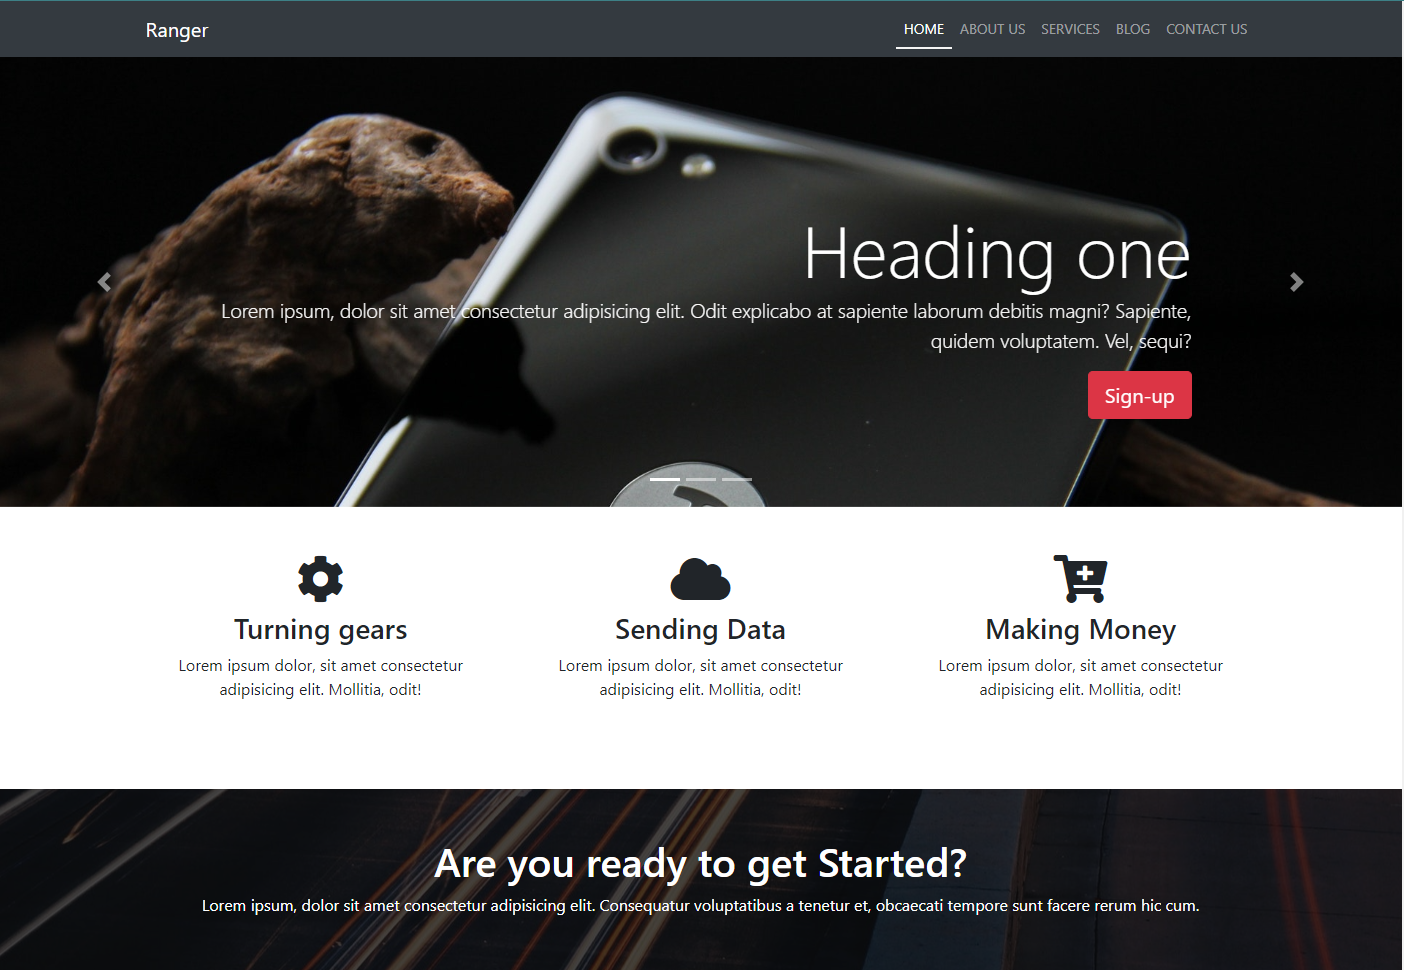 Ranger
HOME ABOUT US SERVICES BLOG CONTACT US
Heading one
Lorem ipsum, dolor sit amet consectetur adipisicing elit. Odit explicabo at sapiente laborum debitis magni? Sapiente,
quidem voluptatem. Vel, sequi?
Sign-up
Turning gears
Lorem ipsum dolor, sit amet consectetur
adipisicing elit. Mollitia, odit!
Sending Data
Lorem ipsum dolor, sit amet consectetur
adipisicing elit. Mollitia, odit!
Making Money
Lorem ipsum dolor, sit amet consectetur
adipisicing elit. Mollitia, odit!
Are you ready to get Started?
Lorem ipsum, dolor sit amet consectetur adipisicing elit. Consequatur voluptatibus a tenetur et, obcaecati tempore sunt facere rerum hic cum.